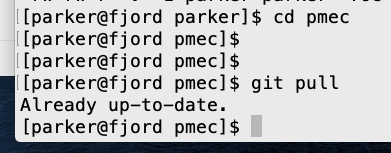 [[parker@fjord parker]$ cd pmec
[[parker@fjord pmec]$
[[parker@fjord pmec]$
[[parker@fjord pmec]$ git pull
Already up-to-date.
[parker@fjord pmec]$